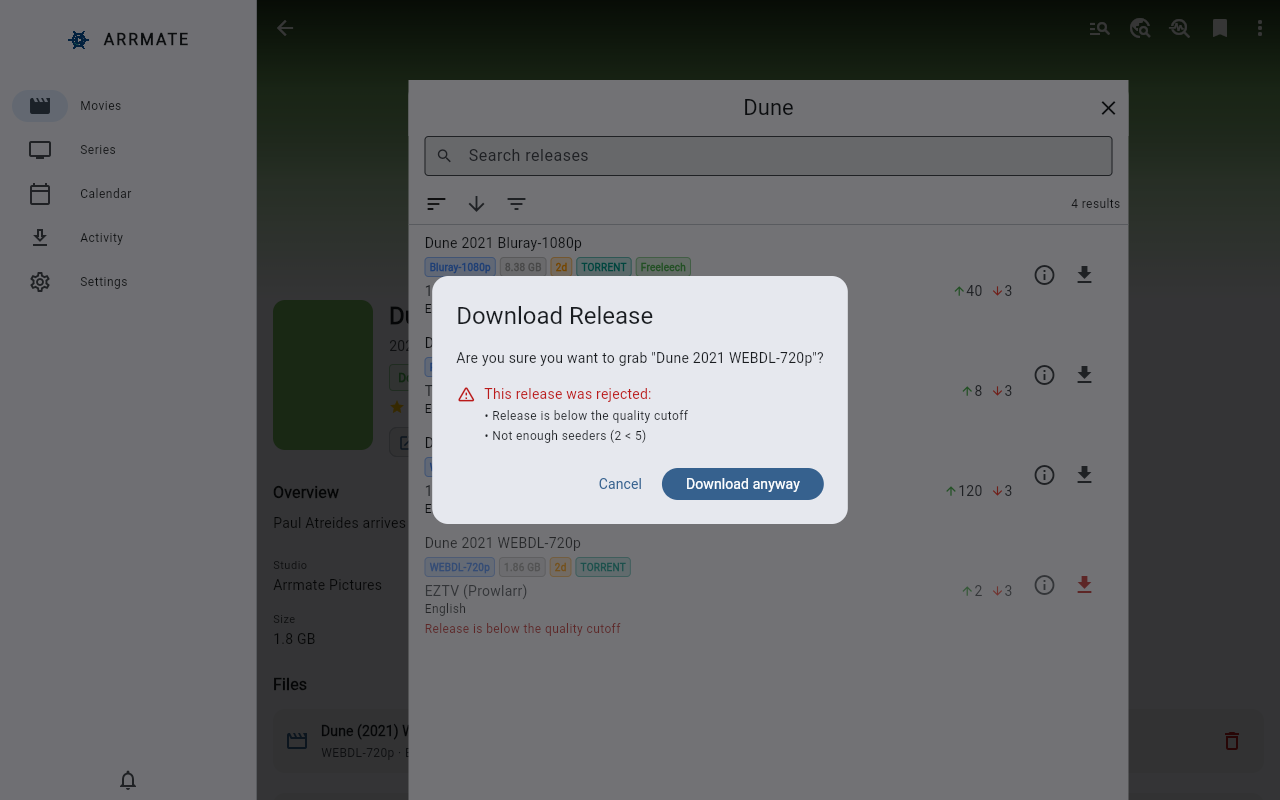 ARRMATE
Movies
Series
Calendar
Activity
Settings
Dune
Search releases
4 results
Dune 2021 Bluray-1080p
Bluray-1080p 8.38 GB 2d TORRENT Freeleech
40 3
8 3
120 3
Download Release
Are you sure you want to grab "Dune 2021 WEBDL-720p"?
This release was rejected:
• Release is below the quality cutoff
• Not enough seeders (2 < 5)
Cancel Download anyway
Dune 2021 WEBDL-720p
WEBDL-720p 1.86 GB 2d TORRENT
EZTV (Prowlarr)
2 3
English
Release is below the quality cutoff
Overview
Paul Atreides arrives
Studio
Arrmate Pictures
Size
1.8 GB
Files
Dune (2021) W
WEBDL-720p ·